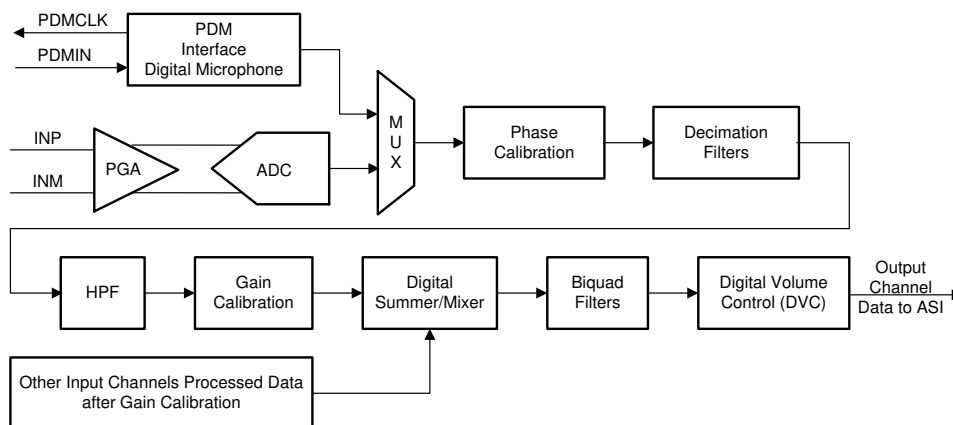 PDMCLK
PDMIN
PDM
Interface
Digital Microphone
INP
INM
PGA
ADC
M
U
X
Phase
Calibration
Decimation
Filters
HPF
Gain
Calibration
Digital
Summer/Mixer
Biquad
Filters
Digital Volume
Control (DVC)
Output
Channel
Data to ASI
Other Input Channels Processed Data
after Gain Calibration